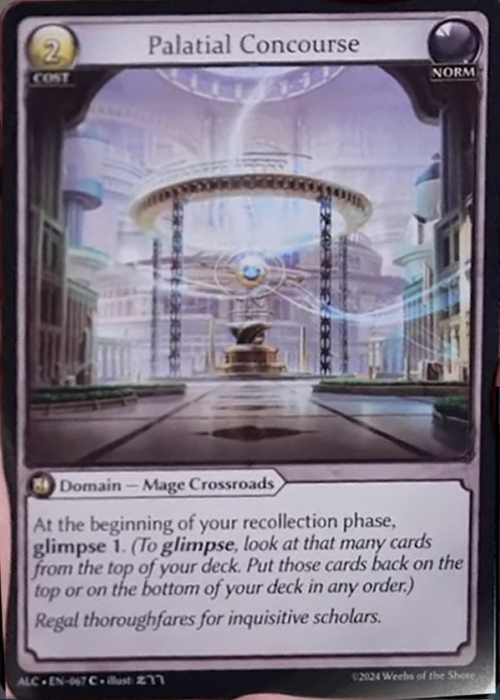 2
COST
Palatial Concourse
NORM
Domain — Mage Crossroads
At the beginning of your recollection phase,
glimpse 1. (To glimpse, look at that many cards
from the top of your deck. Put those cards back on the
top or on the bottom of your deck in any order.)
Regal thoroughfares for inquisitive scholars.
ALC • EN-067 C • illust:
©2024 Weebs of the Shore